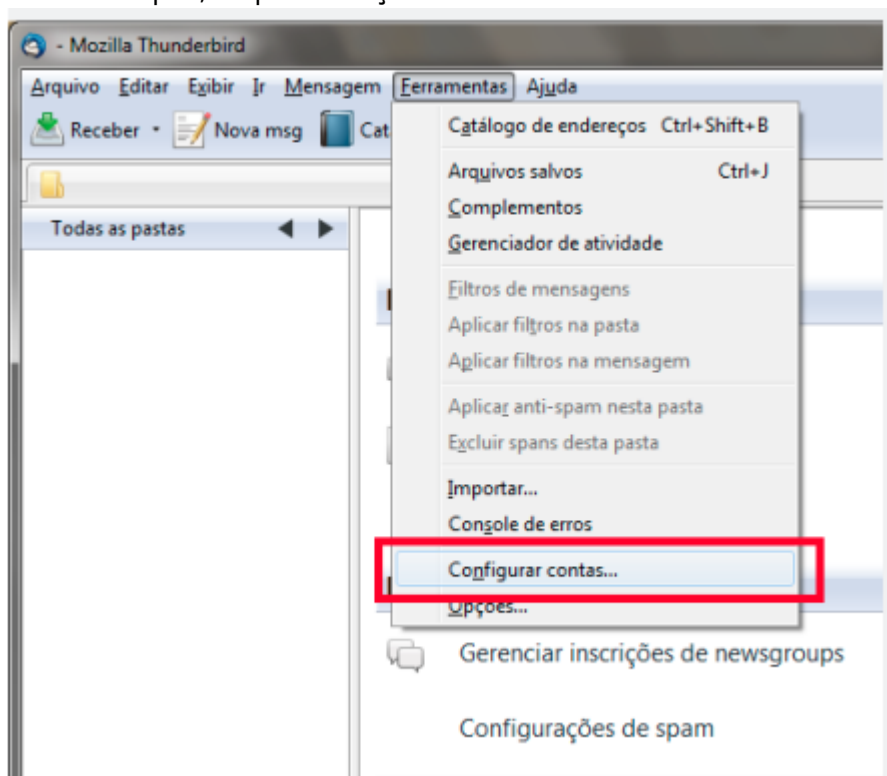 - Mozilla Thunderbird
Arquivo Editar Exibir Ir Mensagem Ferramentas Ajuda
Receber Nova msg Cat
Catálogo de endereços Ctrl+Shift+B
Arquivos salvos Ctrl+J
Complementos
Gerenciador de atividade
Todas as pastas
Filtros de mensagens
Aplicar filtros na pasta
Aplicar filtros na mensagem
Aplicar anti-spam nesta pasta
Excluir spans desta pasta
Importar...
Console de erros
Configurar contas...
Opções...
Gerenciar inscrições de newsgroups
Configurações de spam